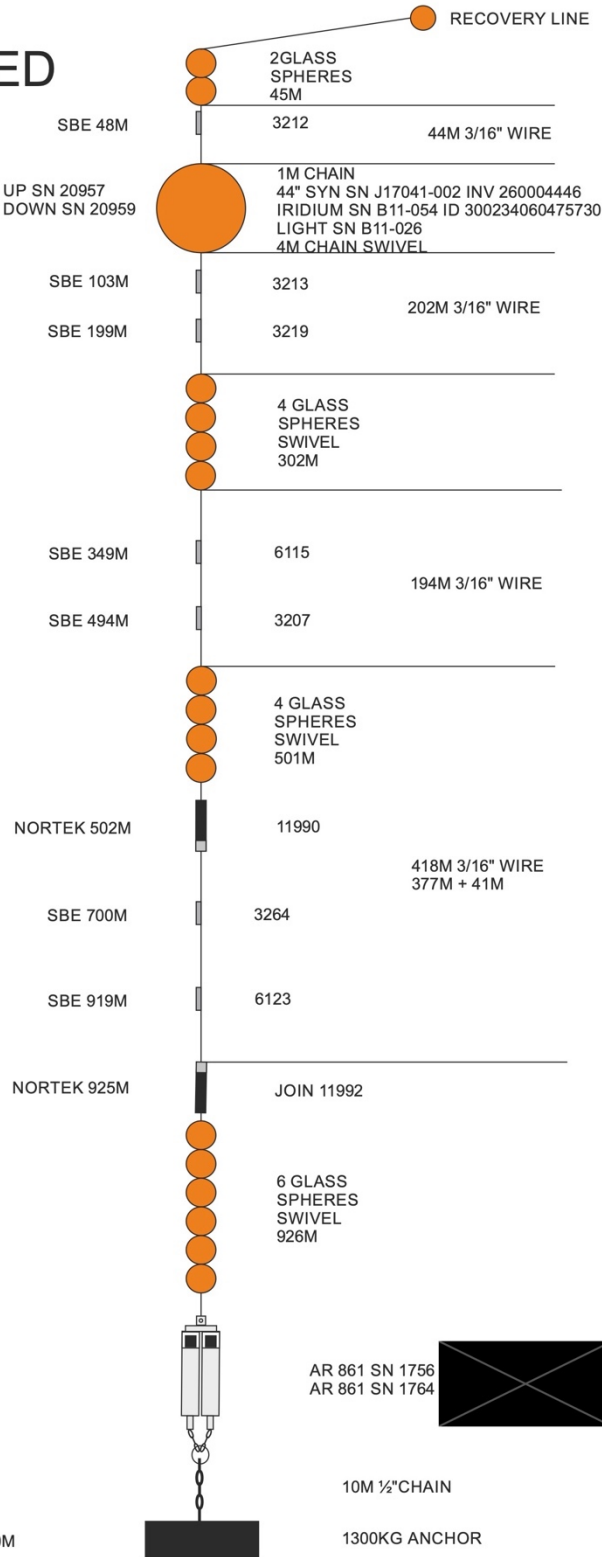 RECOVERY LINE
ED
2GLASS
SPHERES
45M
SBE 48M
3212
44M 3/16" WIRE
UP SN 20957
DOWN SN 20959
1M CHAIN
44" SYN SN J17041-002 INV 260004446
IRIDIUM SN B11-054 ID 300234060475730
LIGHT SN B11-026
4M CHAIN SWIVEL
SBE 103M
3213
202M 3/16" WIRE
SBE 199M
3219
4 GLASS
SPHERES
SWIVEL
302M
SBE 349M
6115
194M 3/16" WIRE
SBE 494M
3207
4 GLASS
SPHERES
SWIVEL
501M
NORTEK 502M
11990
418M 3/16" WIRE
377M + 41M
SBE 700M
3264
SBE 919M
6123
NORTEK 925M
JOIN 11992
6 GLASS
SPHERES
SWIVEL
926M
AR 861 SN 1756
AR 861 SN 1764
10M ½"CHAIN
M
1300KG ANCHOR